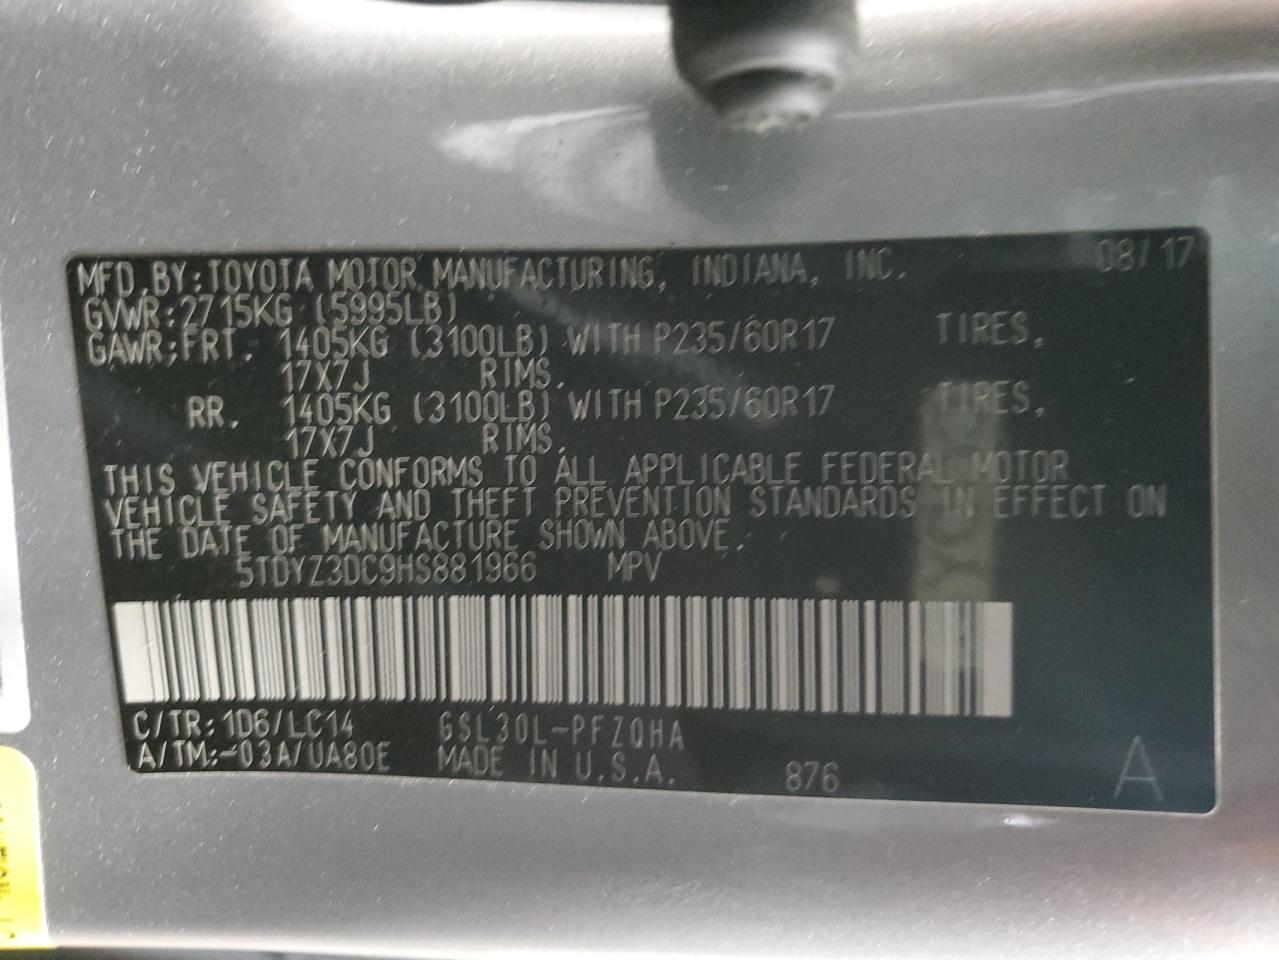 MFD.BY:TOYOTA MOTOR MANUFACTURING, INDIANA, INC. 08/17
GVWR:2715KG (5995LB)
GAWR;FRT. 1405KG (3100LB) WITH P235/60R17 TIRES,
17X7J RIMS.
RR. 1405KG (3100LB) WITH P235/60R17 TIRES,
17X7J RIMS.
THIS VEHICLE CONFORMS TO ALL APPLICABLE FEDERAL MOTOR
VEHICLE SAFETY AND THEFT PREVENTION STANDARDS IN EFFECT ON
THE DATE OF MANUFACTURE SHOWN ABOVE.
5TDYZ3DC9HS881966 MPV
C/TR:1D6/LC14 GSL30L-PFZQHA
A/TM:-03A/UA80E MADE IN U.S.A. 876 A